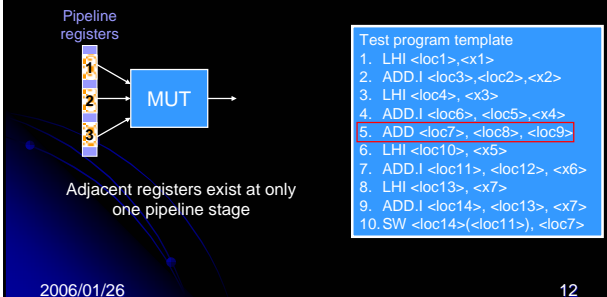 Pipeline
registers
1
2
3
MUT
Adjacent registers exist at only
one pipeline stage
Test program template
1. LHI <loc1>,<x1>
2. ADD.I <loc3>,<loc2>,<x2>
3. LHI <loc4>, <x3>
4. ADD.I <loc6>, <loc5>,<x4>
5. ADD <loc7>, <loc8>, <loc9>
6. LHI <loc10>, <x5>
7. ADD.I <loc11>, <loc12>, <x6>
8. LHI <loc13>, <x7>
9. ADD.I <loc14>, <loc13>, <x7>
10. SW <loc14>(<loc11>), <loc7>
2006/01/26
12